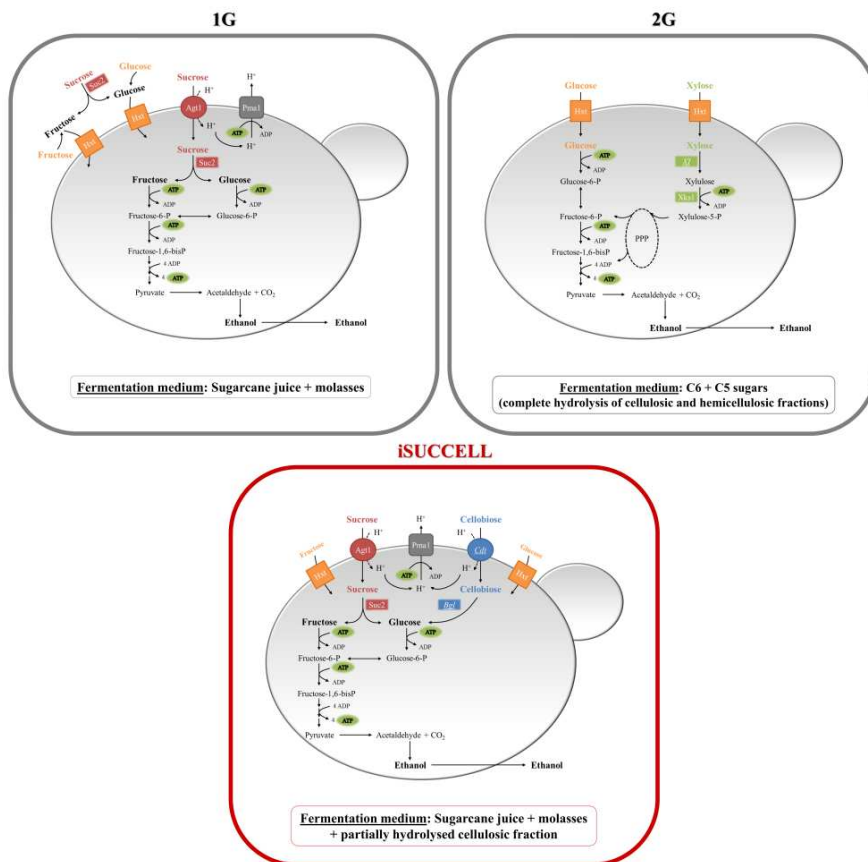 1G
Glucose
Sucrose
Suc2
Glucose
Fructose
Fructose
Hxt
Hxt
Sucrose
H⁺
Agt1
H⁺
H⁺
Pma1
ATP
ADP
H⁺
Sucrose
Suc2
Fructose
Glucose
ATP
ADP
ATP
ADP
Fructose-6-P
Glucose-6-P
ATP
ADP
Fructose-1,6-bisP
4 ADP
4 ATP
Pyruvate
Acetaldehyde + CO₂
Ethanol
Ethanol
Fermentation medium: Sugarcane juice + molasses
2G
Glucose
Xylose
Hxt
Hxt
Glucose
Xylose
ATP
ADP
XI
Glucose-6-P
Xylulose
Xks1
ATP
ADP
Fructose-6-P
Xylulose-5-P
ATP
ADP
PPP
Fructose-1,6-bisP
4 ADP
4 ATP
Pyruvate
Acetaldehyde + CO₂
Ethanol
Ethanol
Fermentation medium: C6 + C5 sugars
(complete hydrolysis of cellulosic and hemicellulosic fractions)
iSUCCELL
Fructose
Hxt
Sucrose
H⁺
Agt1
H⁺
H⁺
Pma1
ATP
ADP
H⁺
Cellobiose
H⁺
Cdt
H⁺
Glucose
Hxt
Sucrose
Cellobiose
Suc2
Bgl
Fructose
Glucose
ATP
ADP
ATP
ADP
Fructose-6-P
Glucose-6-P
ATP
ADP
Fructose-1,6-bisP
4 ADP
4 ATP
Pyruvate
Acetaldehyde + CO₂
Ethanol
Ethanol
Fermentation medium: Sugarcane juice + molasses
+ partially hydrolysed cellulosic fraction